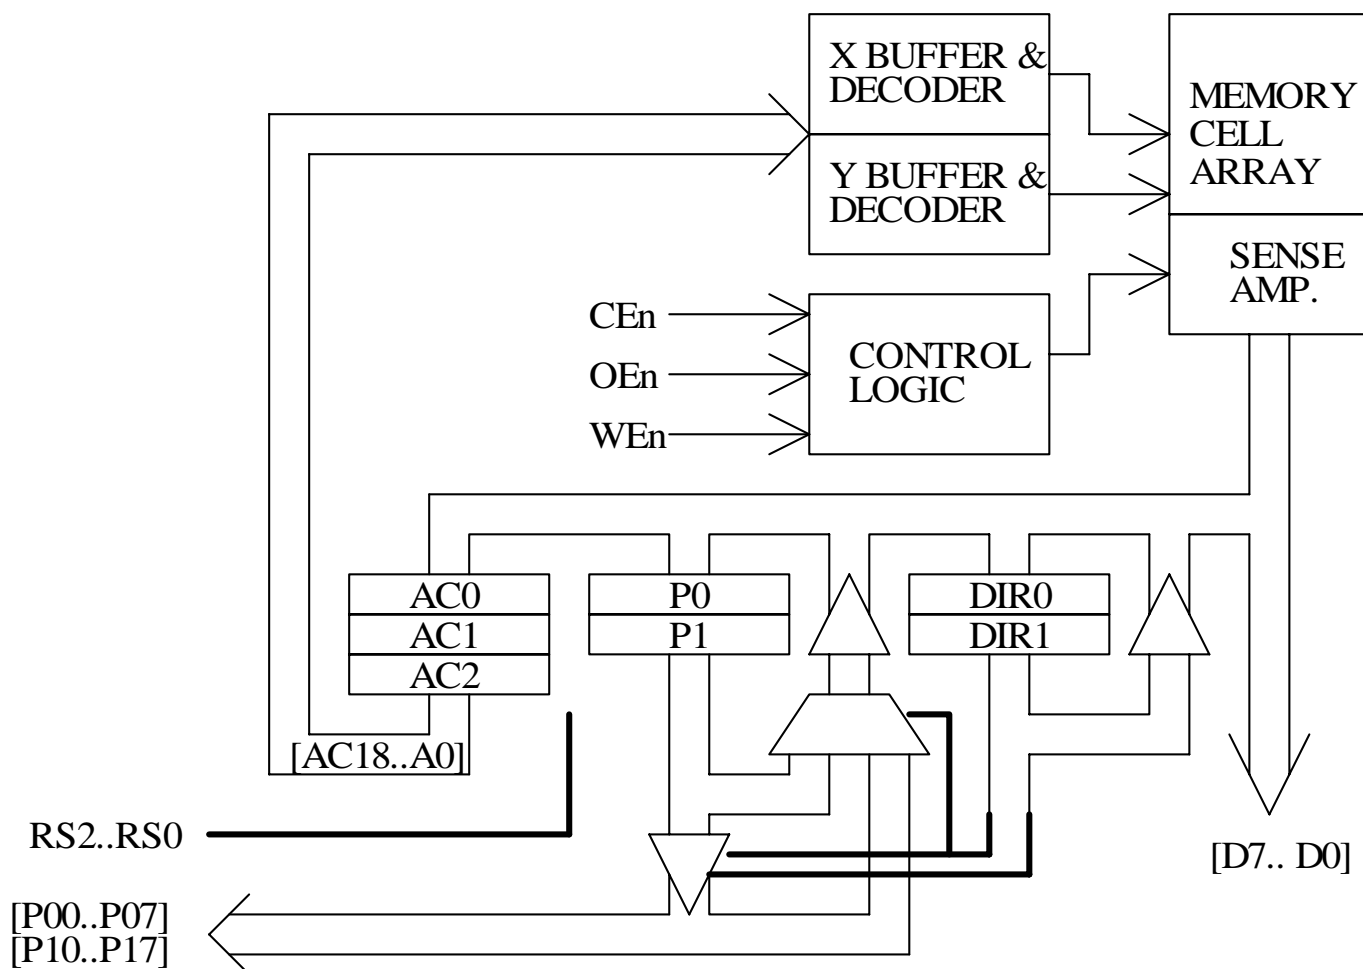 X BUFFER &
DECODER
MEMORY
CELL
ARRAY
Y BUFFER &
DECODER
SENSE
AMP.
CEn
OEn
WEn
CONTROL
LOGIC
AC0
AC1
AC2
P0
P1
DIR0
DIR1
[AC18..A0]
RS2..RS0
[D7.. D0]
[P00..P07]
[P10..P17]